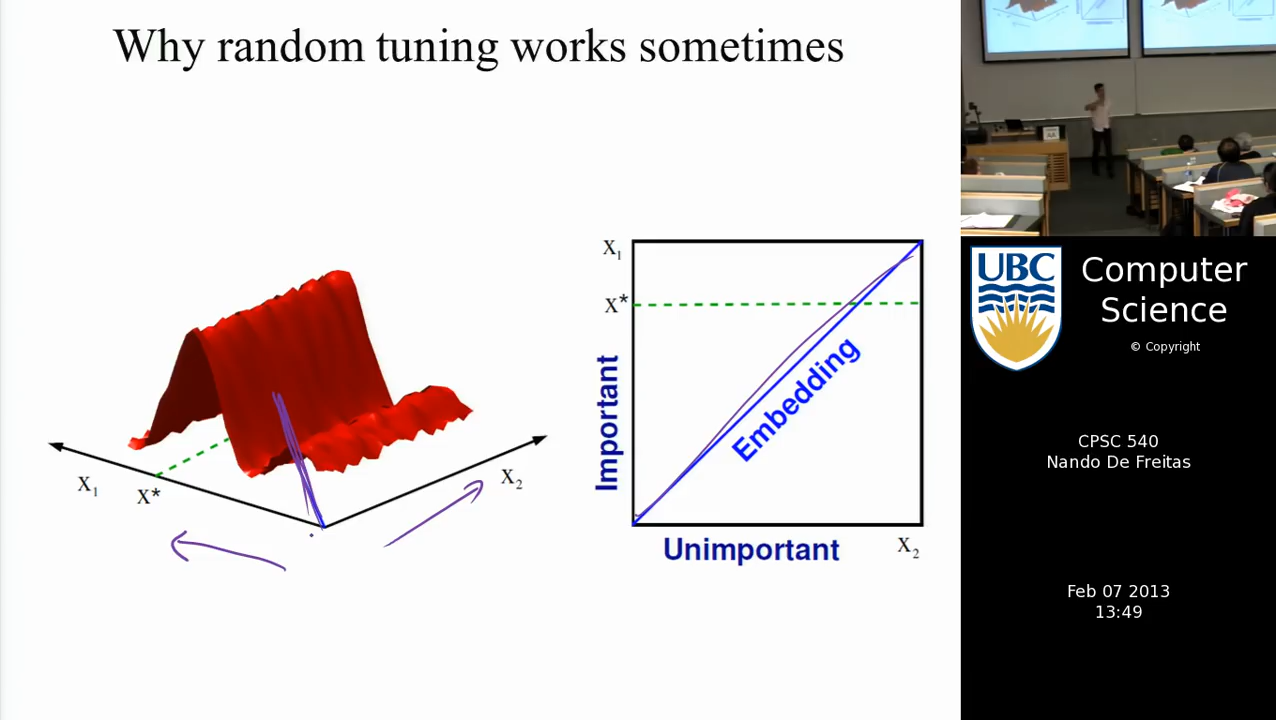 Why random tuning works sometimes
X₁
X*
X₂
X₁
X*
Important
Embedding
Unimportant
X₂
UBC
Computer
Science
© Copyright
CPSC 540
Nando De Freitas
Feb 07 2013
13:49